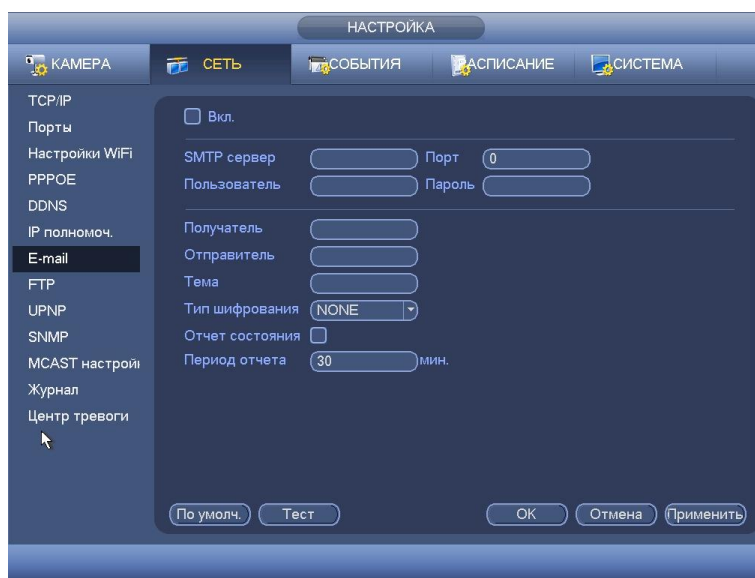 НАСТРОЙКА
КАМЕРА СЕТЬ СОБЫТИЯ РАСПИСАНИЕ СИСТЕМА
TCP/IP
Порты
Настройки WiFi
PPPOE
DDNS
IP полномоч.
E-mail
FTP
UPNP
SNMP
MCAST настрой
Журнал
Центр тревоги
Вкл.
SMTP сервер Порт 0
Пользователь Пароль
Получатель
Отправитель
Тема
Тип шифрования NONE
Отчет состояния
Период отчета 30 мин.
По умолч. Тест OK Отмена Применить